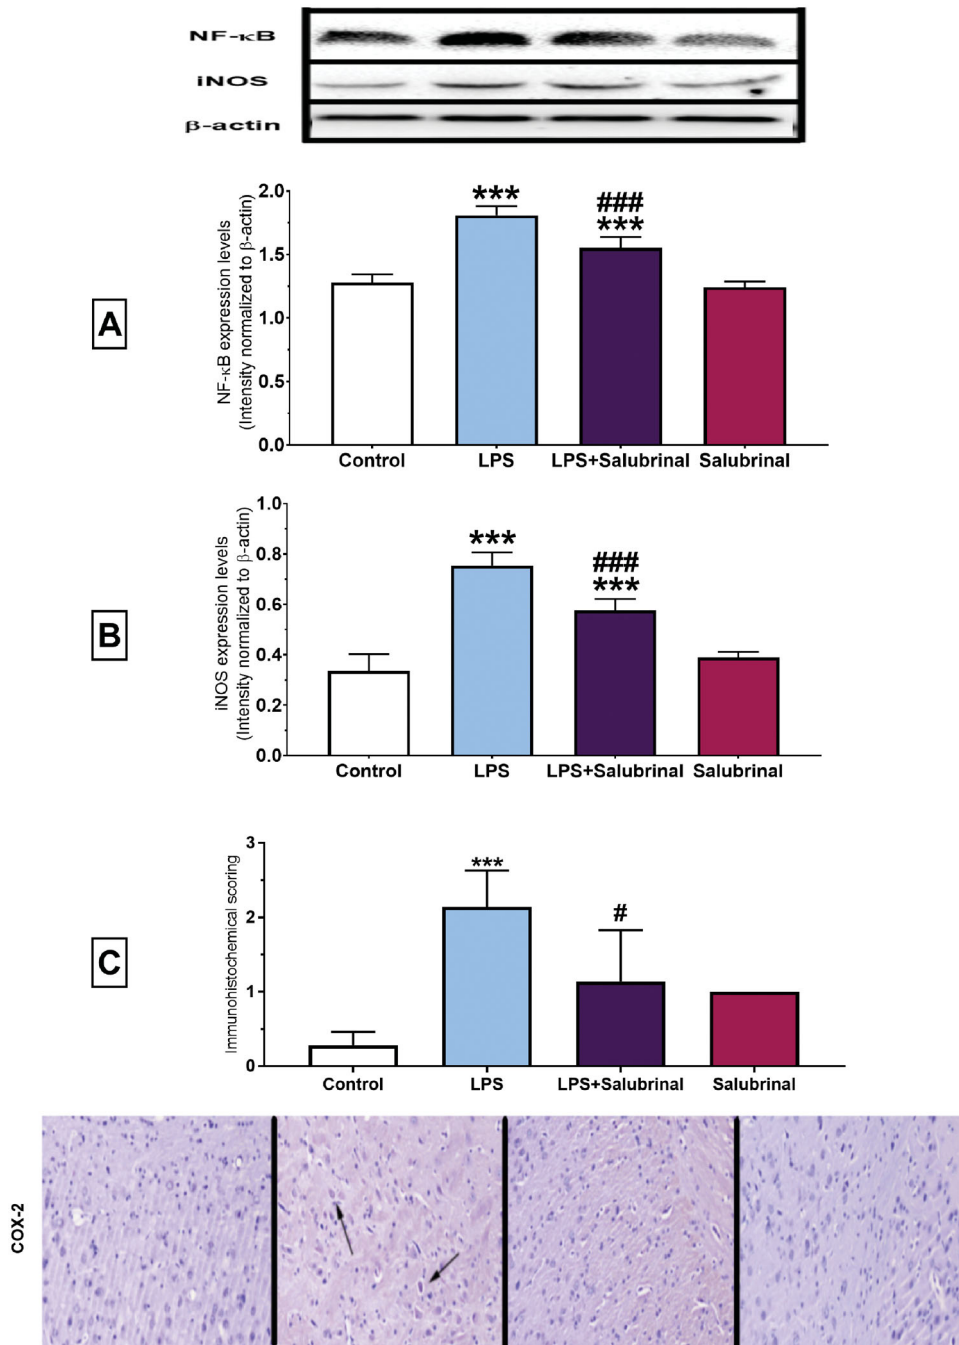 NF-κB
iNOS
β-actin
A
NF-κB expression levels
(Intensity normalized to β-actin)
2.0
1.5
1.0
0.5
0.0
***
###
***
Control
LPS
LPS+Salubrinal
Salubrinal
B
iNOS expression levels
(Intensity normalized to β-actin)
1.0
0.8
0.6
0.4
0.2
0.0
***
###
***
Control
LPS
LPS+Salubrinal
Salubrinal
C
Immunohistochemical scoring
3
2
1
0
***
#
Control
LPS
LPS+Salubrinal
Salubrinal
COX-2